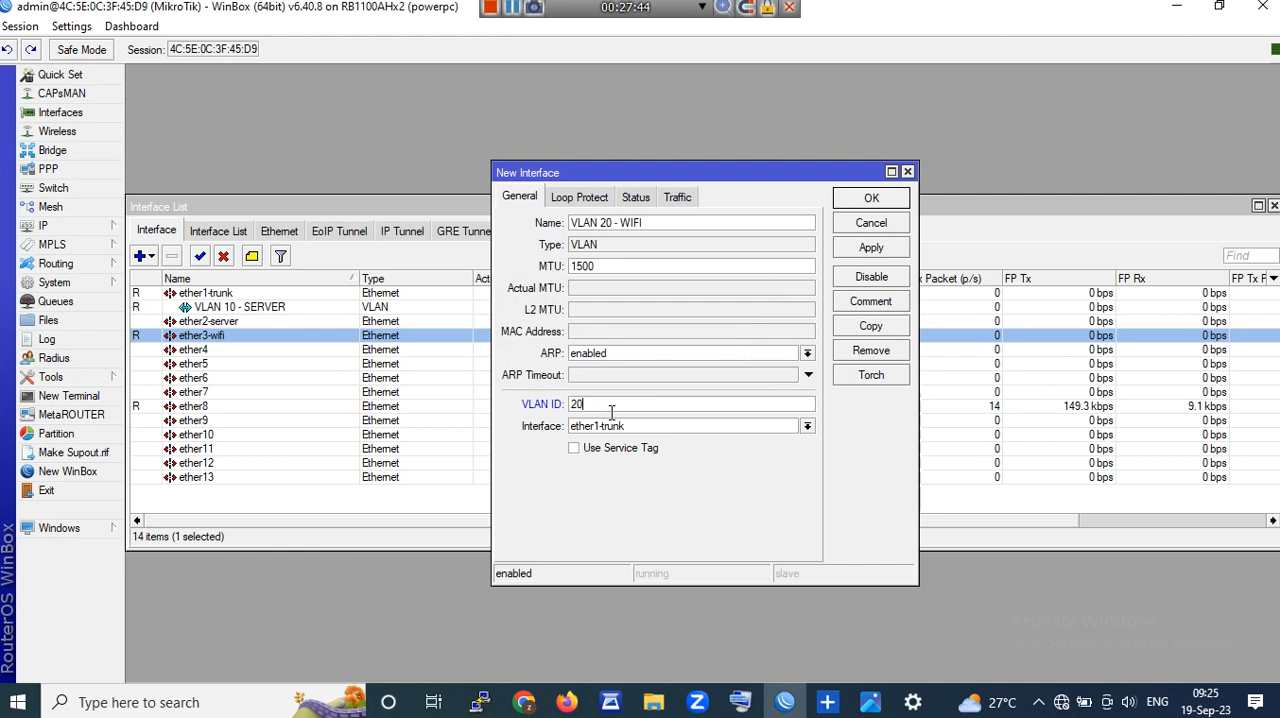 admin@4C:5E:0C:3F:45:D9 (MikroTik) - WinBox (64bit) v6.40.8 on RB1100AHx2 (powerpc)
00:27:44
Session Settings Dashboard
Safe Mode Session: 4C:5E:0C:3F:45:D9
Quick Set
CAPsMAN
Interfaces
Wireless
Bridge
PPP
Switch
Mesh
IP
MPLS
Routing
System
Queues
Files
Log
Radius
Tools
New Terminal
MetaROUTER
Partition
Make Supout.rif
New WinBox
Exit
Windows
RouterOS WinBox
Interface List
Interface Interface List Ethernet EoIP Tunnel IP Tunnel GRE Tunne
Find
Name Type Packet (p/s) FP Tx FP Rx FP Tx F
R ether1-trunk Ethernet 0 0 bps 0 bps
R VLAN 10 - SERVER VLAN 0 0 bps 0 bps
ether2-server Ethernet 0 0 bps 0 bps
R ether3-wifi Ethernet 0 0 bps 0 bps
ether4 Ethernet 0 0 bps 0 bps
ether5 Ethernet 0 0 bps 0 bps
ether6 Ethernet 0 0 bps 0 bps
ether7 Ethernet 0 0 bps 0 bps
R ether8 Ethernet 14 149.3 kbps 9.1 kbps
ether9 Ethernet 0 0 bps 0 bps
ether10 Ethernet 0 0 bps 0 bps
ether11 Ethernet 0 0 bps 0 bps
ether12 Ethernet 0 0 bps 0 bps
ether13 Ethernet 0 0 bps 0 bps
14 items (1 selected)
New Interface
General Loop Protect Status Traffic
Name: VLAN 20 - WIFI
Type: VLAN
MTU: 1500
Actual MTU:
L2 MTU:
MAC Address:
ARP: enabled
ARP Timeout:
VLAN ID: 20
Interface: ether1-trunk
Use Service Tag
OK
Cancel
Apply
Disable
Comment
Copy
Remove
Torch
enabled running slave
Activate Windows
Go to Settings to activate Windows.
Type here to search
27°C
ENG
09:25
19-Sep-23